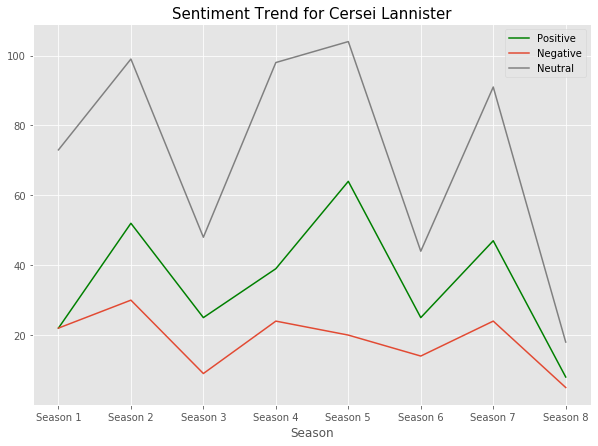 Sentiment Trend for Cersei Lannister
Positive
Negative
Neutral
100
80
60
40
20
Season 1 Season 2 Season 3 Season 4 Season 5 Season 6 Season 7 Season 8
Season